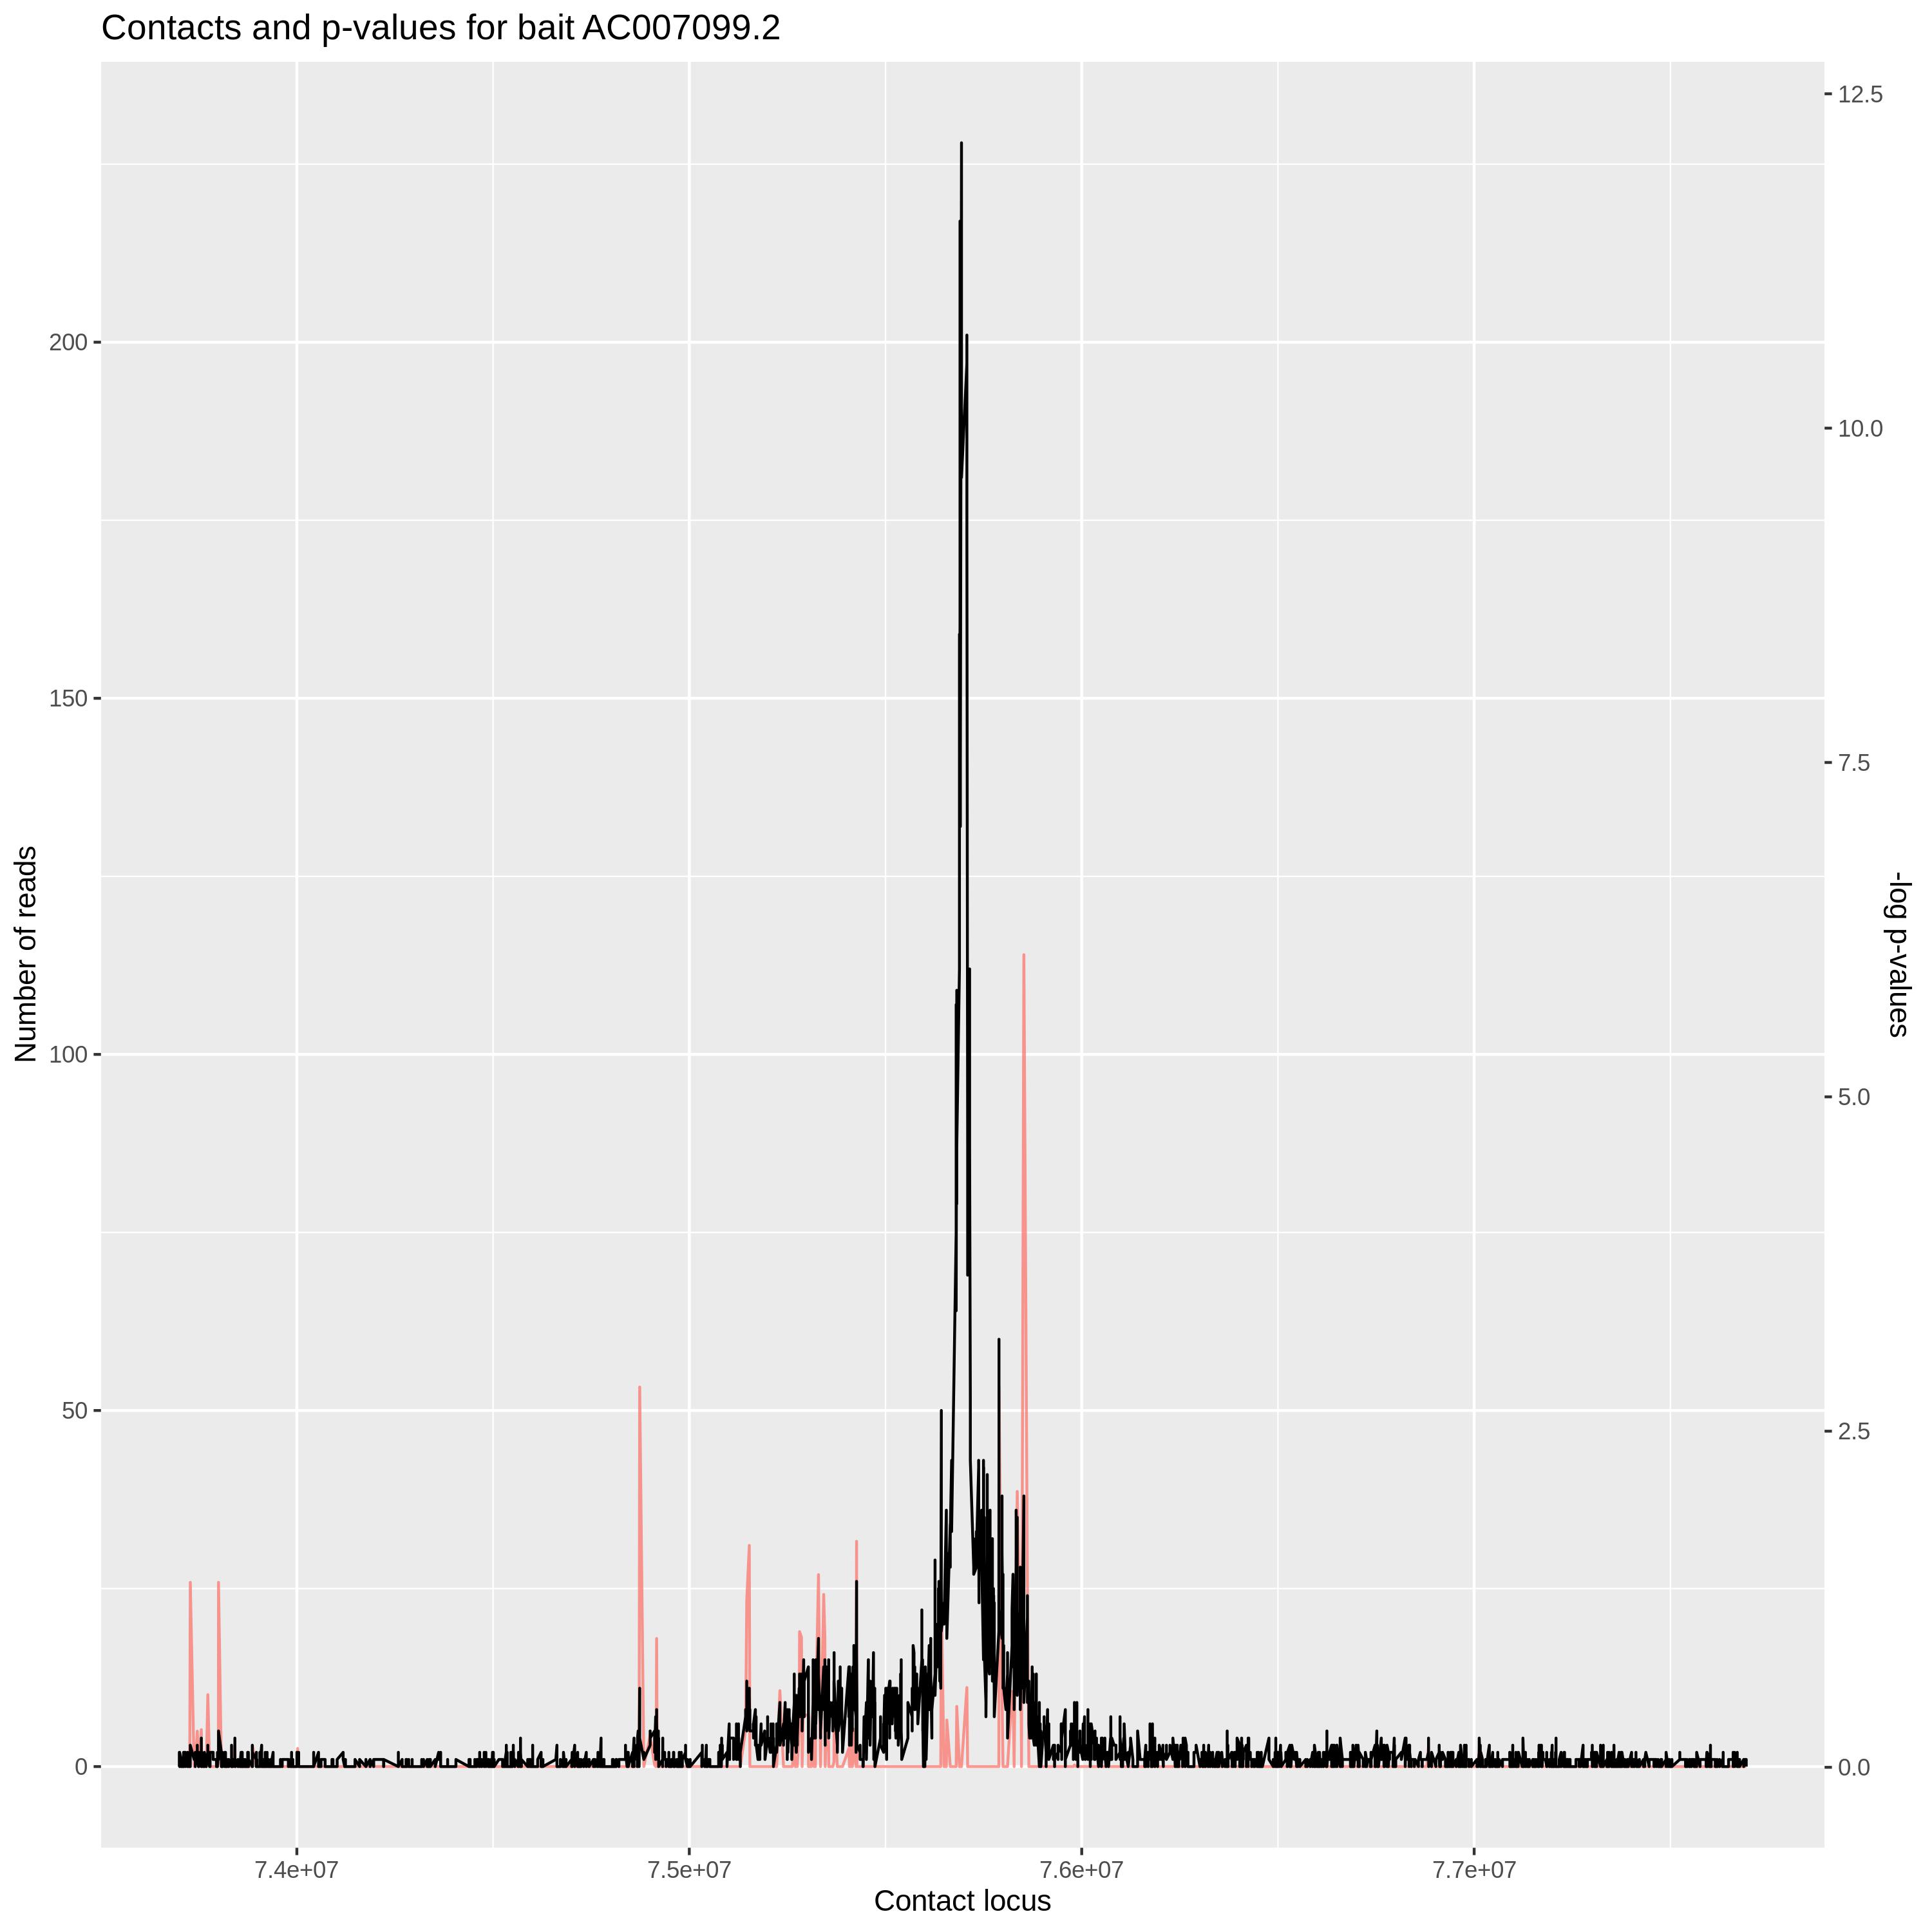 Contacts and p-values for bait AC007099.2
Number of reads
200
150
100
50
0
12.5
10.0
7.5
5.0
2.5
0.0
-log p-values
7.4e+07 7.5e+07 7.6e+07 7.7e+07
Contact locus